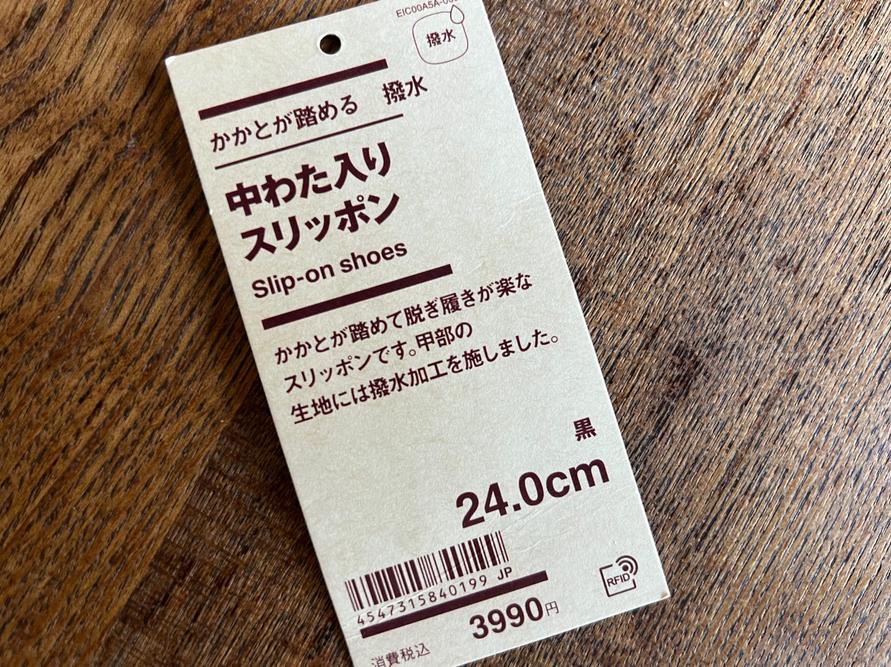 撥水
かかとが踏める 撥水
中わた入り
スリッポン
Slip-on shoes
かかとが踏めて脱ぎ履きが楽な
スリッポンです。甲部の
生地には撥水加工を施しました。
黒
24.0cm
4547315840199 JP
RFID
3990円
消費税込